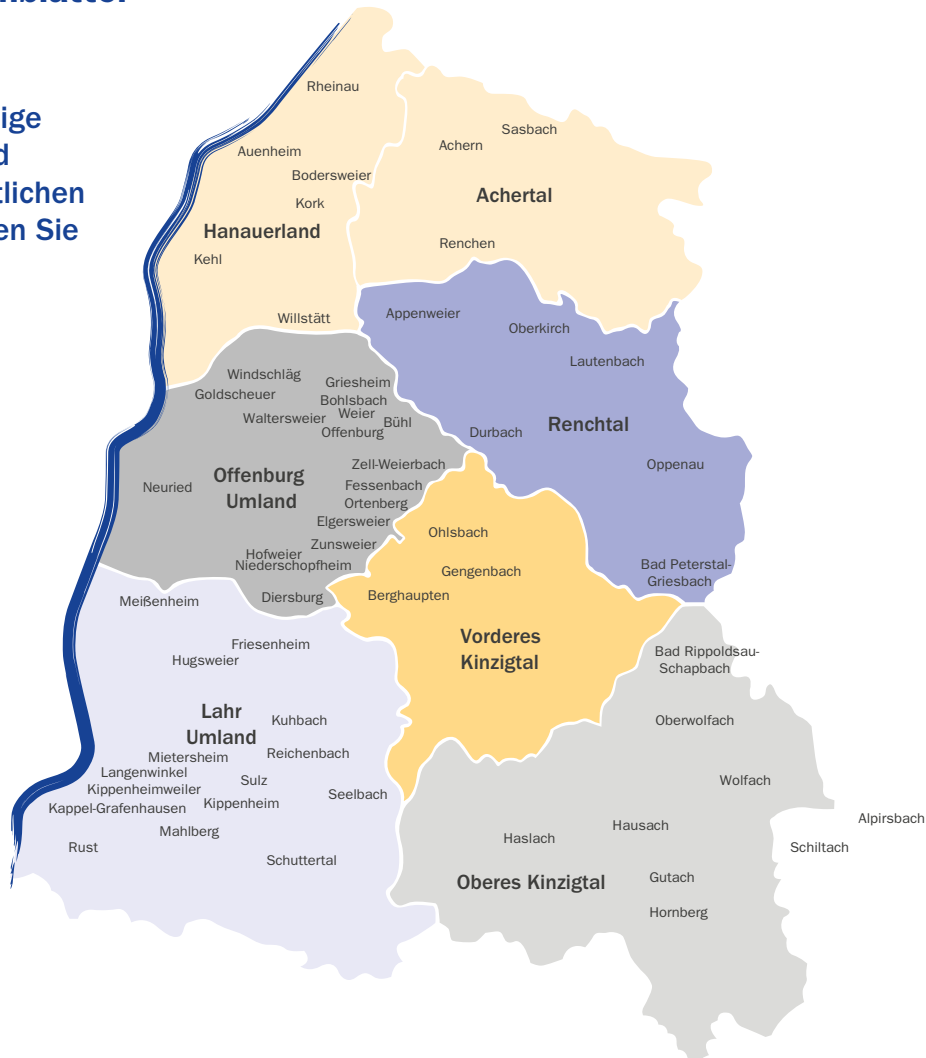 ige
d
tlichen
en Sie
Rheinau
Auenheim
Bodersweier
Kork
Hanauerland
Kehl
Willstätt
Sasbach
Achern
Achertal
Renchen
Appenweier
Oberkirch
Lautenbach
Renchtal
Durbach
Oppenau
Bad Peterstal-
Griesbach
Windschläg
Griesheim
Goldscheuer
Bohlsbach
Weier
Waltersweier
Bühl
Offenburg
Zell-Weierbach
Offenburg
Umland
Neuried
Fessenbach
Ortenberg
Elgersweier
Zunsweier
Hofweier
Niederschopfheim
Diersburg
Ohlsbach
Gengenbach
Berghaupten
Vorderes
Kinzigtal
Meißenheim
Friesenheim
Hugsweier
Lahr
Umland
Kuhbach
Mietersheim
Reichenbach
Langenwinkel
Sulz
Kippenheimweiler
Seelbach
Kappel-Grafenhausen
Kippenheim
Mahlberg
Rust
Schuttertal
Bad Rippoldsau-
Schapbach
Oberwolfach
Wolfach
Alpirsbach
Hausach
Haslach
Schiltach
Oberes Kinzigtal
Gutach
Hornberg